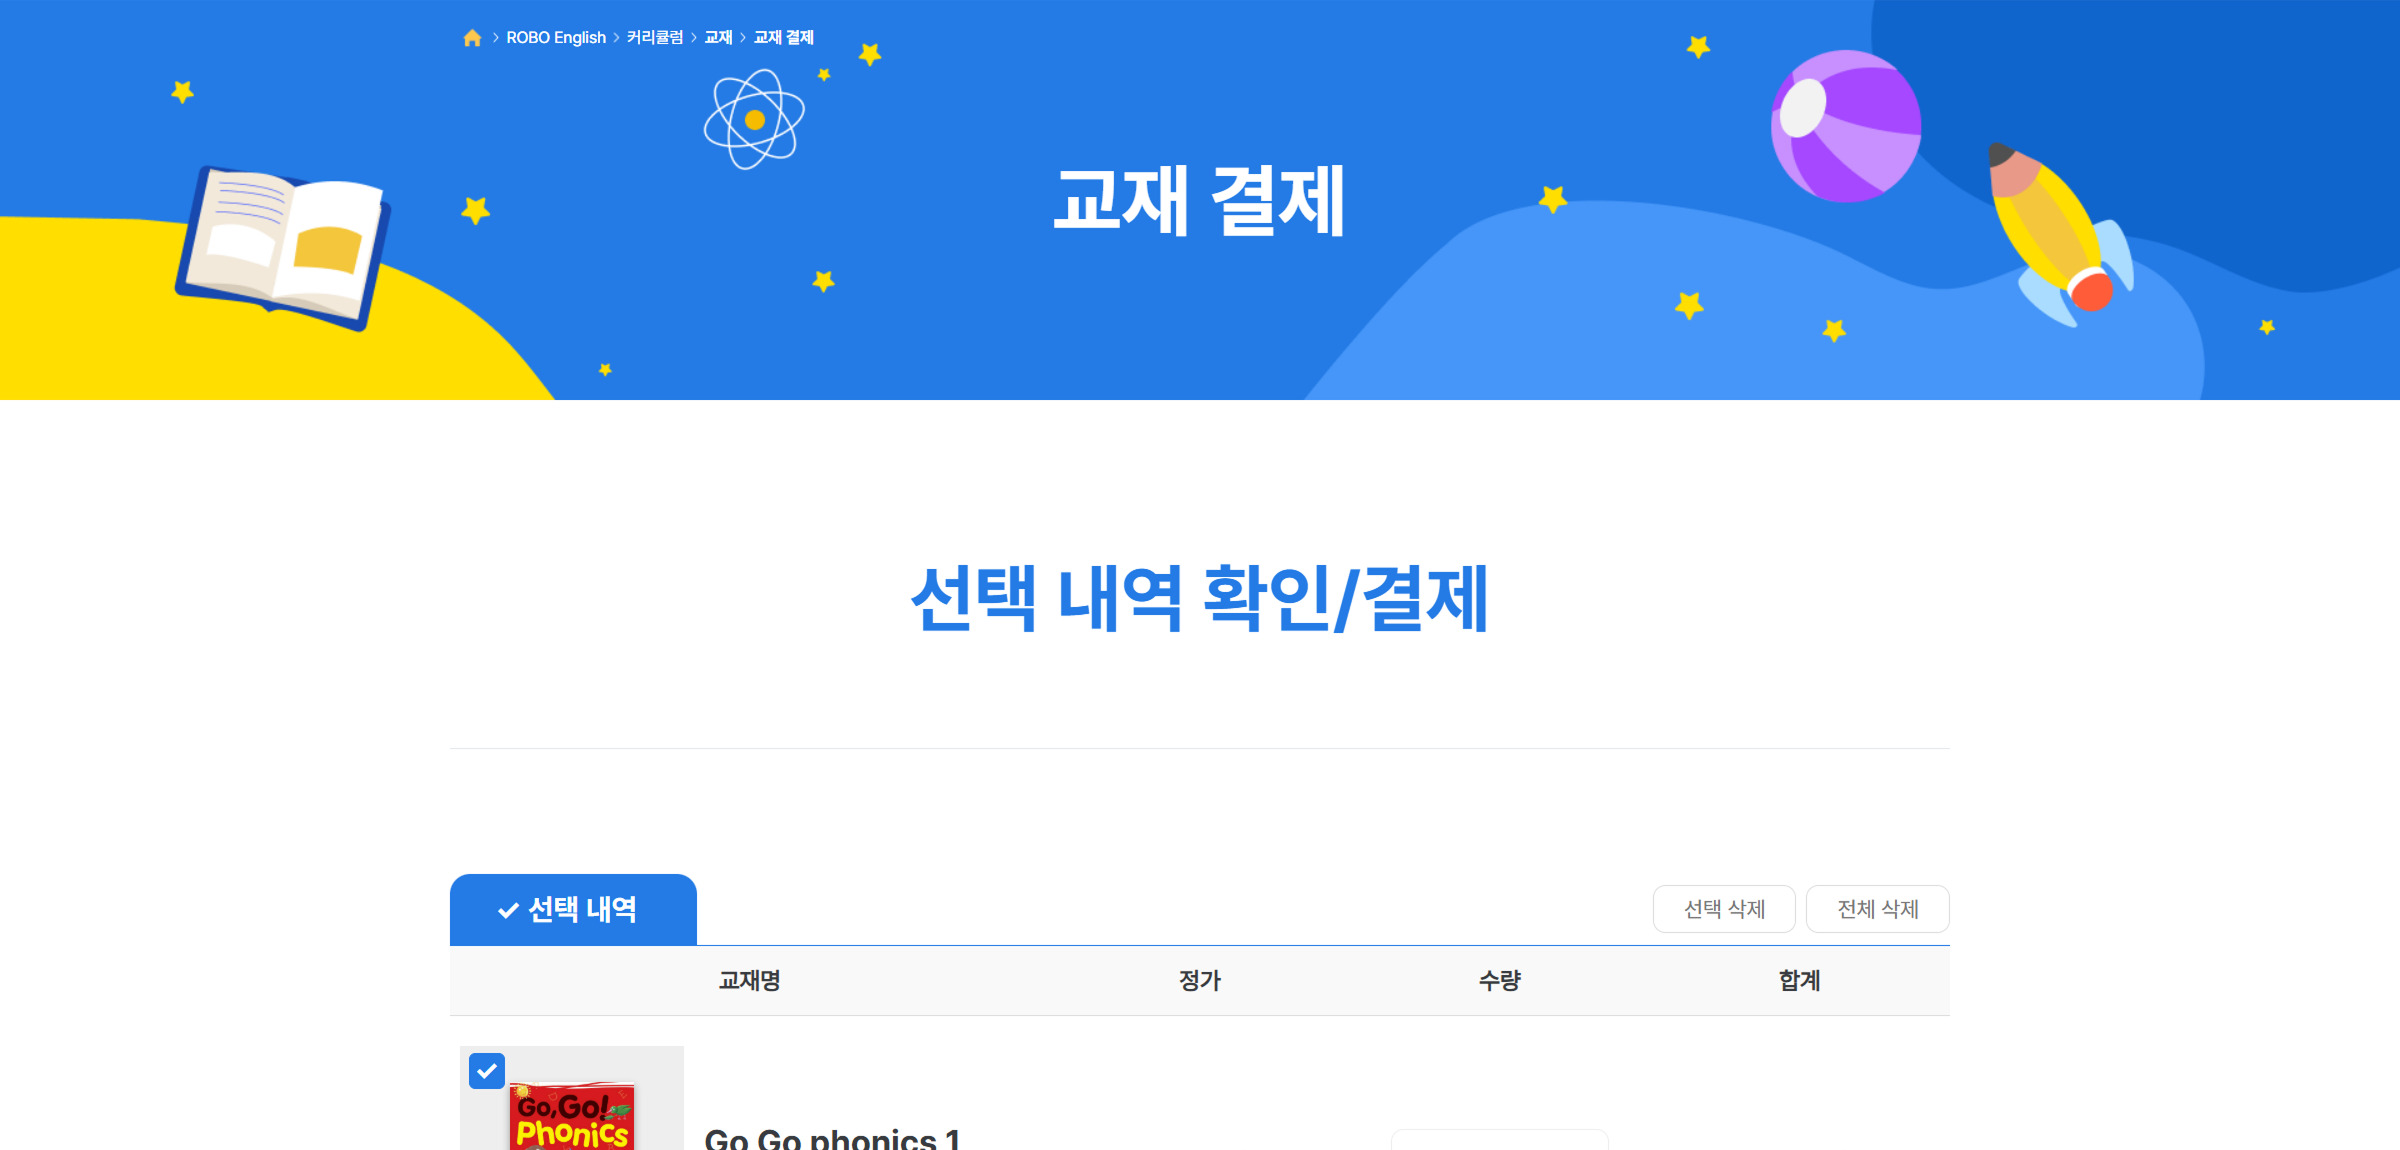 ROBO English > 커리큘럼 > 교재 > 교재 결제
교재 결제
선택 내역 확인/결제
선택 내역
선택 삭제
전체 삭제
교재명 정가 수량 합계
Go,Go!
Phonics
Go Go phonics 1